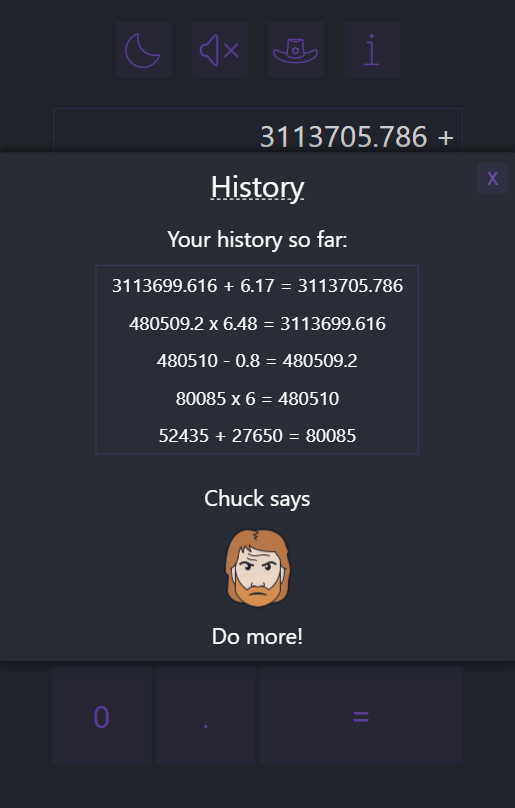 3113705.786 +
History
X
Your history so far:
3113699.616 + 6.17 = 3113705.786
480509.2 x 6.48 = 3113699.616
480510 - 0.8 = 480509.2
80085 x 6 = 480510
52435 + 27650 = 80085
Chuck says
Do more!
0 . =